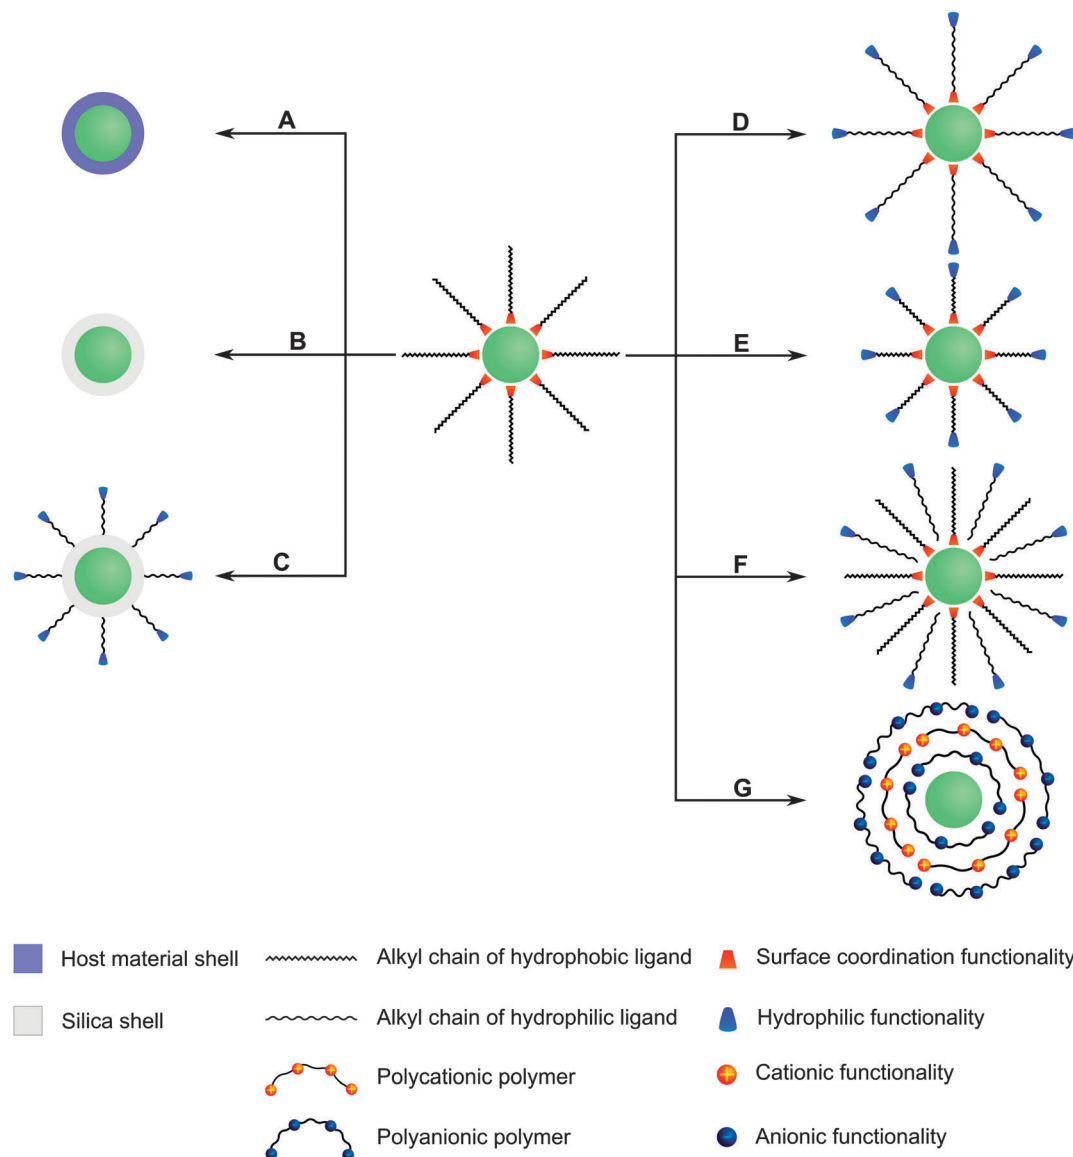 A
D
B
E
C
F
G
Host material shell
Alkyl chain of hydrophobic ligand
Surface coordination functionality
Silica shell
Alkyl chain of hydrophilic ligand
Hydrophilic functionality
Polycationic polymer
Cationic functionality
Polyanionic polymer
Anionic functionality